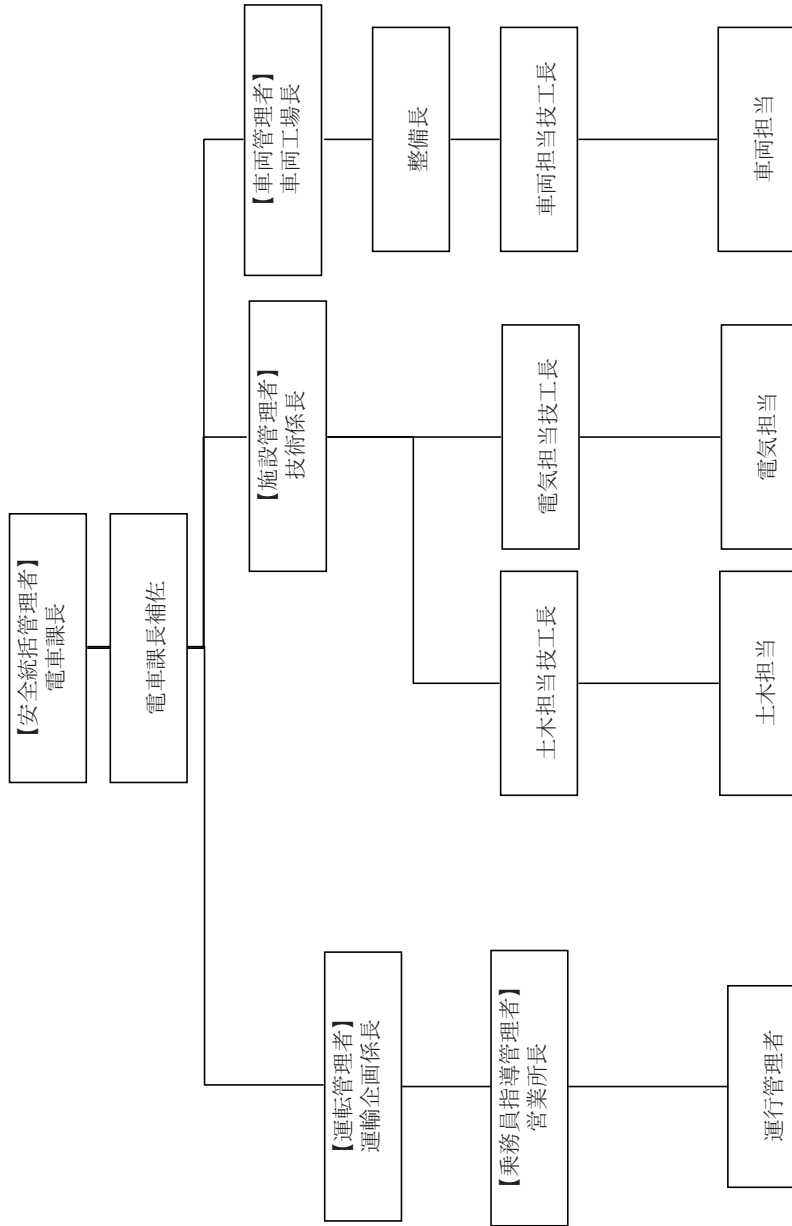 【安全統括管理者】
電車課長
電車課長補佐
【運転管理者】
運輸企画係長
【乗務員指導管理者】
営業所長
運行管理者
【施設管理者】
技術係長
土木担当技工長
土木担当
電気担当技工長
電気担当
【車両管理者】
車両工場長
整備長
車両担当技工長
車両担当